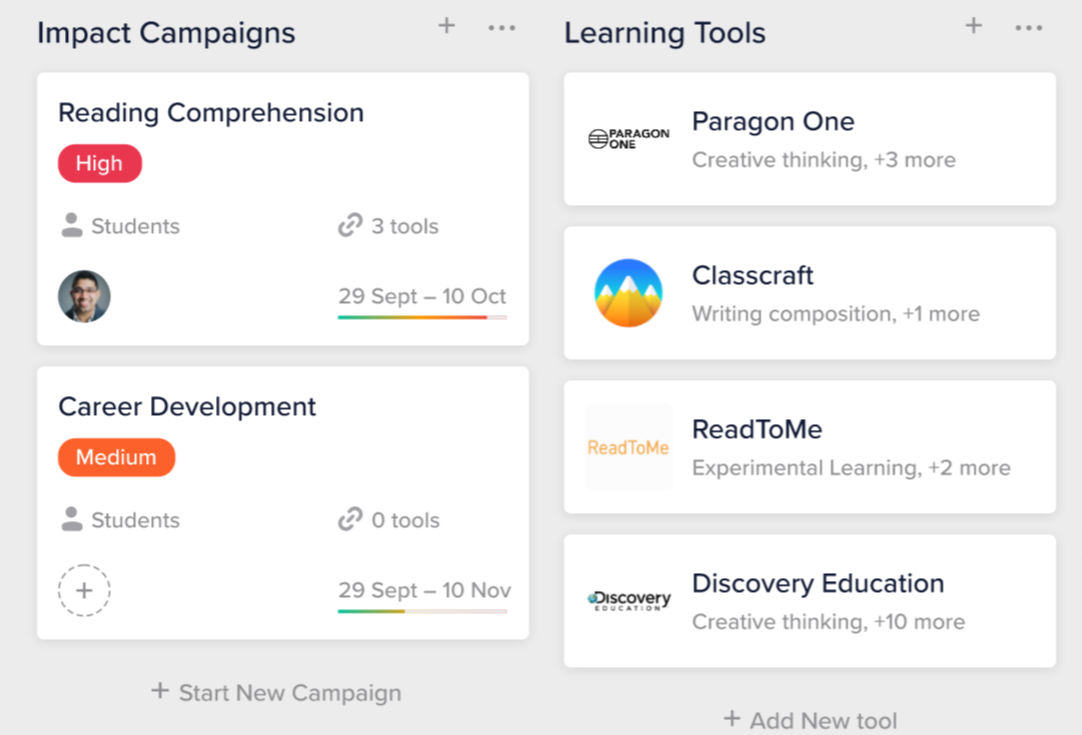 Impact Campaigns
Reading Comprehension
High
Students
3 tools
29 Sept – 10 Oct
Career Development
Medium
Students
0 tools
+
29 Sept – 10 Nov
+ Start New Campaign
Learning Tools
PARAGON
ONE
Paragon One
Creative thinking, +3 more
Classcraft
Writing composition, +1 more
ReadToMe
ReadToMe
Experimental Learning, +2 more
Discovery
EDUCATION
Discovery Education
Creative thinking, +10 more
+ Add New tool